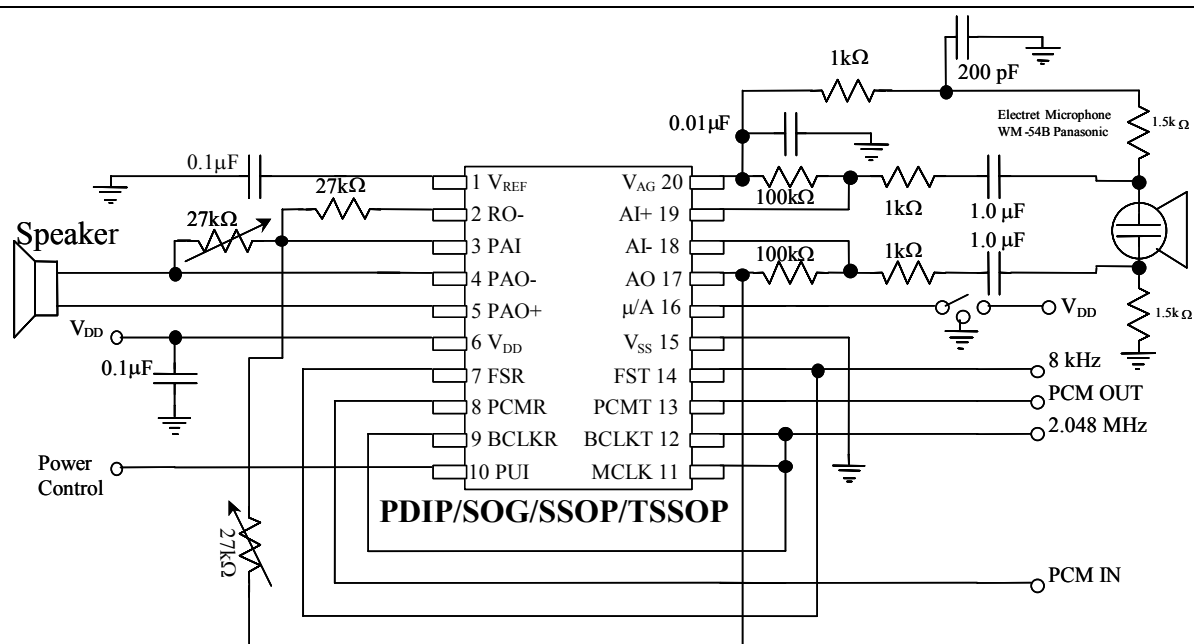 1kΩ
200 pF
Electret Microphone
WM -54B Panasonic
1.5k Ω
0.01μF
0.1μF
27kΩ
27kΩ
Speaker
100kΩ
1kΩ
1.0 μF
1.0 μF
100kΩ
1kΩ
1 VREF
2 RO-
3 PAI
4 PAO-
5 PAO+
6 VDD
7 FSR
8 PCMR
9 BCLKR
10 PUI
VAG 20
AI+ 19
AI- 18
AO 17
μ/A 16
VSS 15
FST 14
PCMT 13
BCLKT 12
MCLK 11
VDD
0.1μF
VDD
1.5k Ω
8 kHz
PCM OUT
2.048 MHz
Power
Control
PDIP/SOG/SSOP/TSSOP
27kΩ
PCM IN